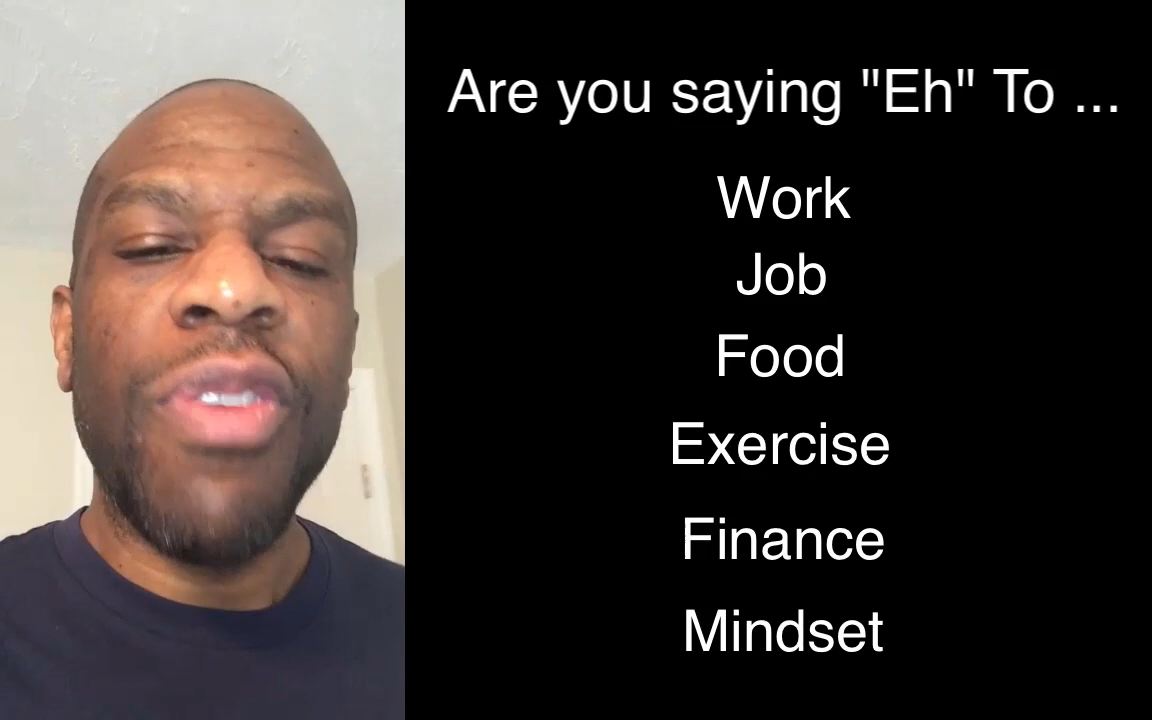 Are you saying "Eh" To ...
Work
Job
Food
Exercise
Finance
Mindset